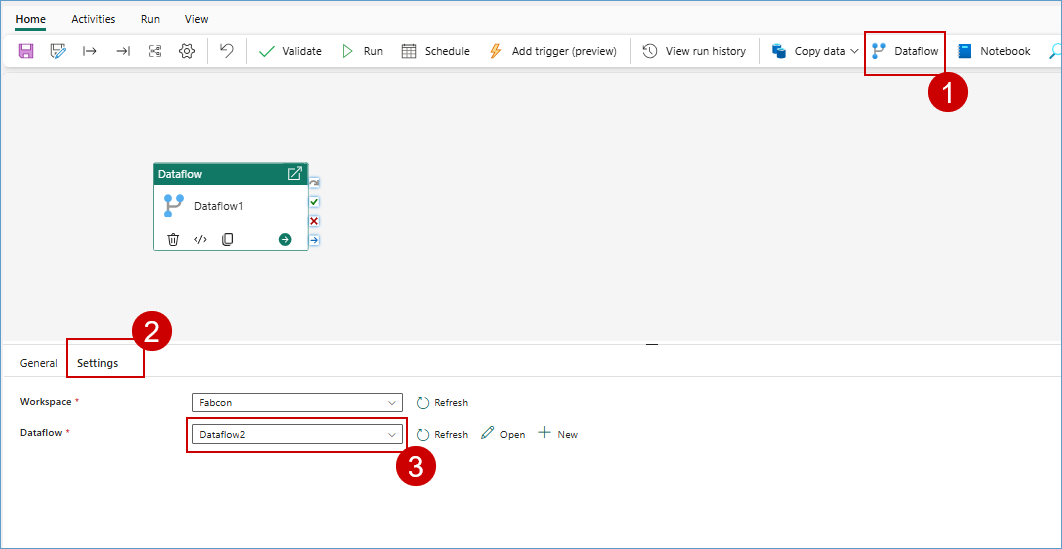 Home Activities Run View
Validate Run Schedule Add trigger (preview) View run history Copy data Dataflow Notebook
1
Dataflow
Dataflow1
</>
2
General Settings
Workspace * Fabcon Refresh
Dataflow * Dataflow2 Refresh Open New
3